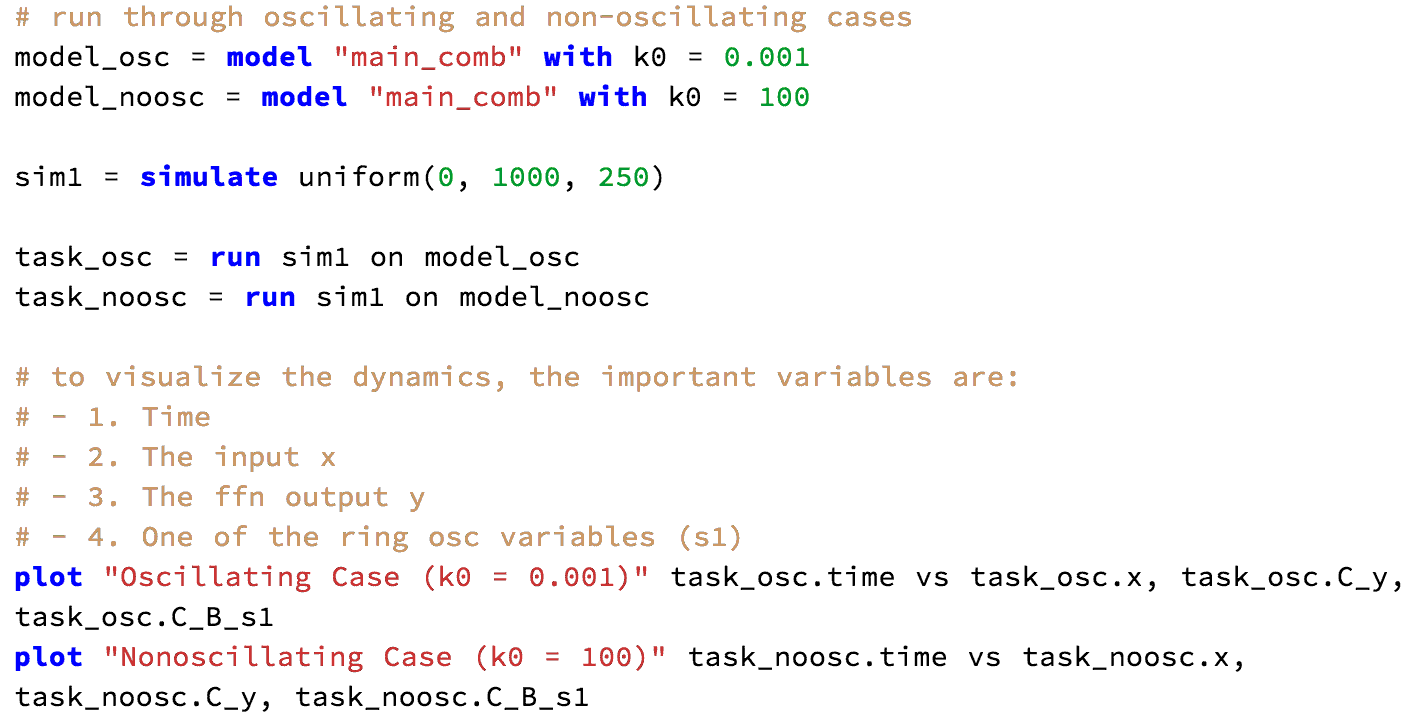 # run through oscillating and non-oscillating cases
model_osc = model "main_comb" with k0 = 0.001
model_noosc = model "main_comb" with k0 = 100
sim1 = simulate uniform(0, 1000, 250)
task_osc = run sim1 on model_osc
task_noosc = run sim1 on model_noosc
# to visualize the dynamics, the important variables are:
# - 1. Time
# - 2. The input x
# - 3. The ffn output y
# - 4. One of the ring osc variables (s1)
plot "Oscillating Case (k0 = 0.001)" task_osc.time vs task_osc.x, task_osc.C_y,
task_osc.C_B_s1
plot "Nonoscillating Case (k0 = 100)" task_noosc.time vs task_noosc.x,
task_noosc.C_y, task_noosc.C_B_s1